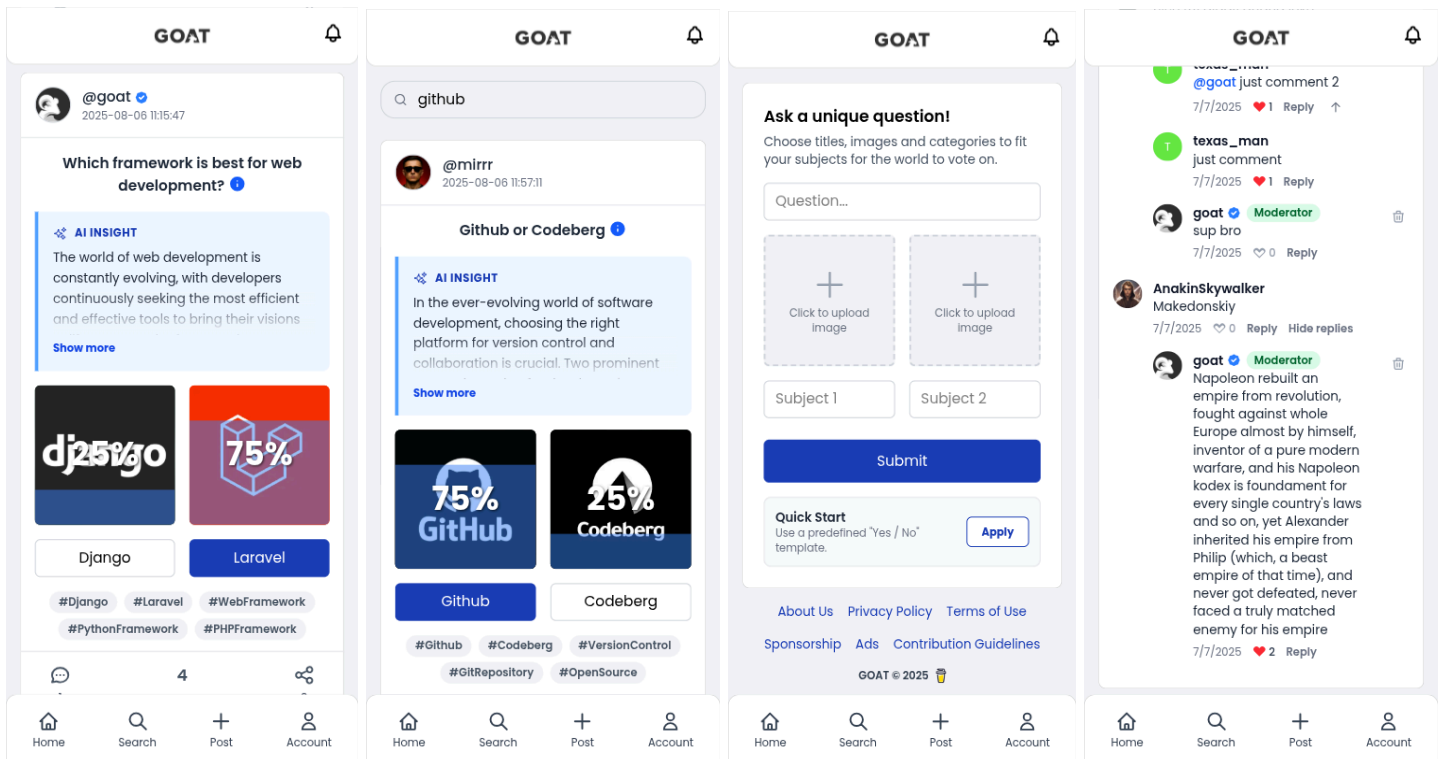 GOAT
@goat
2025-08-06 11:15:47
Which framework is best for web
development?
AI INSIGHT
The world of web development is
constantly evolving, with developers
continuously seeking the most efficient
and effective tools to bring their visions
Show more
django
25%
75%
Django
Laravel
#Django
#Laravel
#WebFramework
#PythonFramework
#PHPFramework
4
Home
Search
Post
Account
GOAT
github
@mirrr
2025-08-06 11:57:11
Github or Codeberg
AI INSIGHT
In the ever-evolving world of software
development, choosing the right
platform for version control and
collaboration is crucial. Two prominent
Show more
75%
GitHub
25%
Codeberg
Github
Codeberg
#Github
#Codeberg
#VersionControl
#GitRepository
#OpenSource
Home
Search
Post
Account
GOAT
Ask a unique question!
Choose titles, images and categories to fit
your subjects for the world to vote on.
Question...
Click to upload
image
Click to upload
image
Subject 1
Subject 2
Submit
Quick Start
Use a predefined "Yes / No"
template.
Apply
About Us
Privacy Policy
Terms of Use
Sponsorship
Ads
Contribution Guidelines
GOAT © 2025
Home
Search
Post
Account
GOAT
T
texas_man
@goat just comment 2
7/7/2025
1
Reply
T
texas_man
just comment
7/7/2025
1
Reply
goat
Moderator
sup bro
7/7/2025
0
Reply
AnakinSkywalker
Makedonskiy
7/7/2025
0
Reply
Hide replies
goat
Moderator
Napoleon rebuilt an
empire from revolution,
fought against whole
Europe almost by himself,
inventor of a pure modern
warfare, and his Napoleon
kodex is foundament for
every single country's laws
and so on, yet Alexander
inherited his empire from
Philip (which, a beast
empire of that time), and
never got defeated, never
faced a truly matched
enemy for his empire
7/7/2025
2
Reply
Home
Search
Post
Account